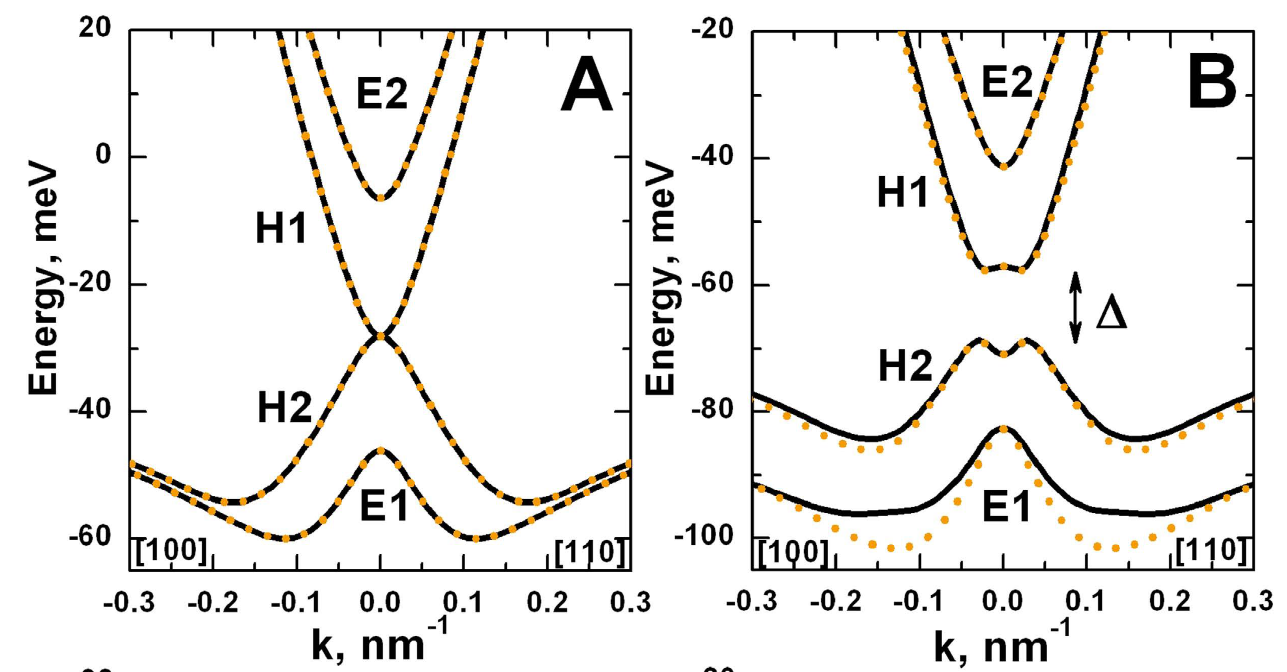 20
0
-20
-40
-60
Energy, meV
A
E2
H1
H2
E1
[100]
[110]
-0.3 -0.2 -0.1 0.0 0.1 0.2 0.3
k, nm⁻¹
-20
-40
-60
-80
-100
Energy, meV
B
E2
H1
Δ
H2
E1
[100]
[110]
-0.3 -0.2 -0.1 0.0 0.1 0.2 0.3
k, nm⁻¹